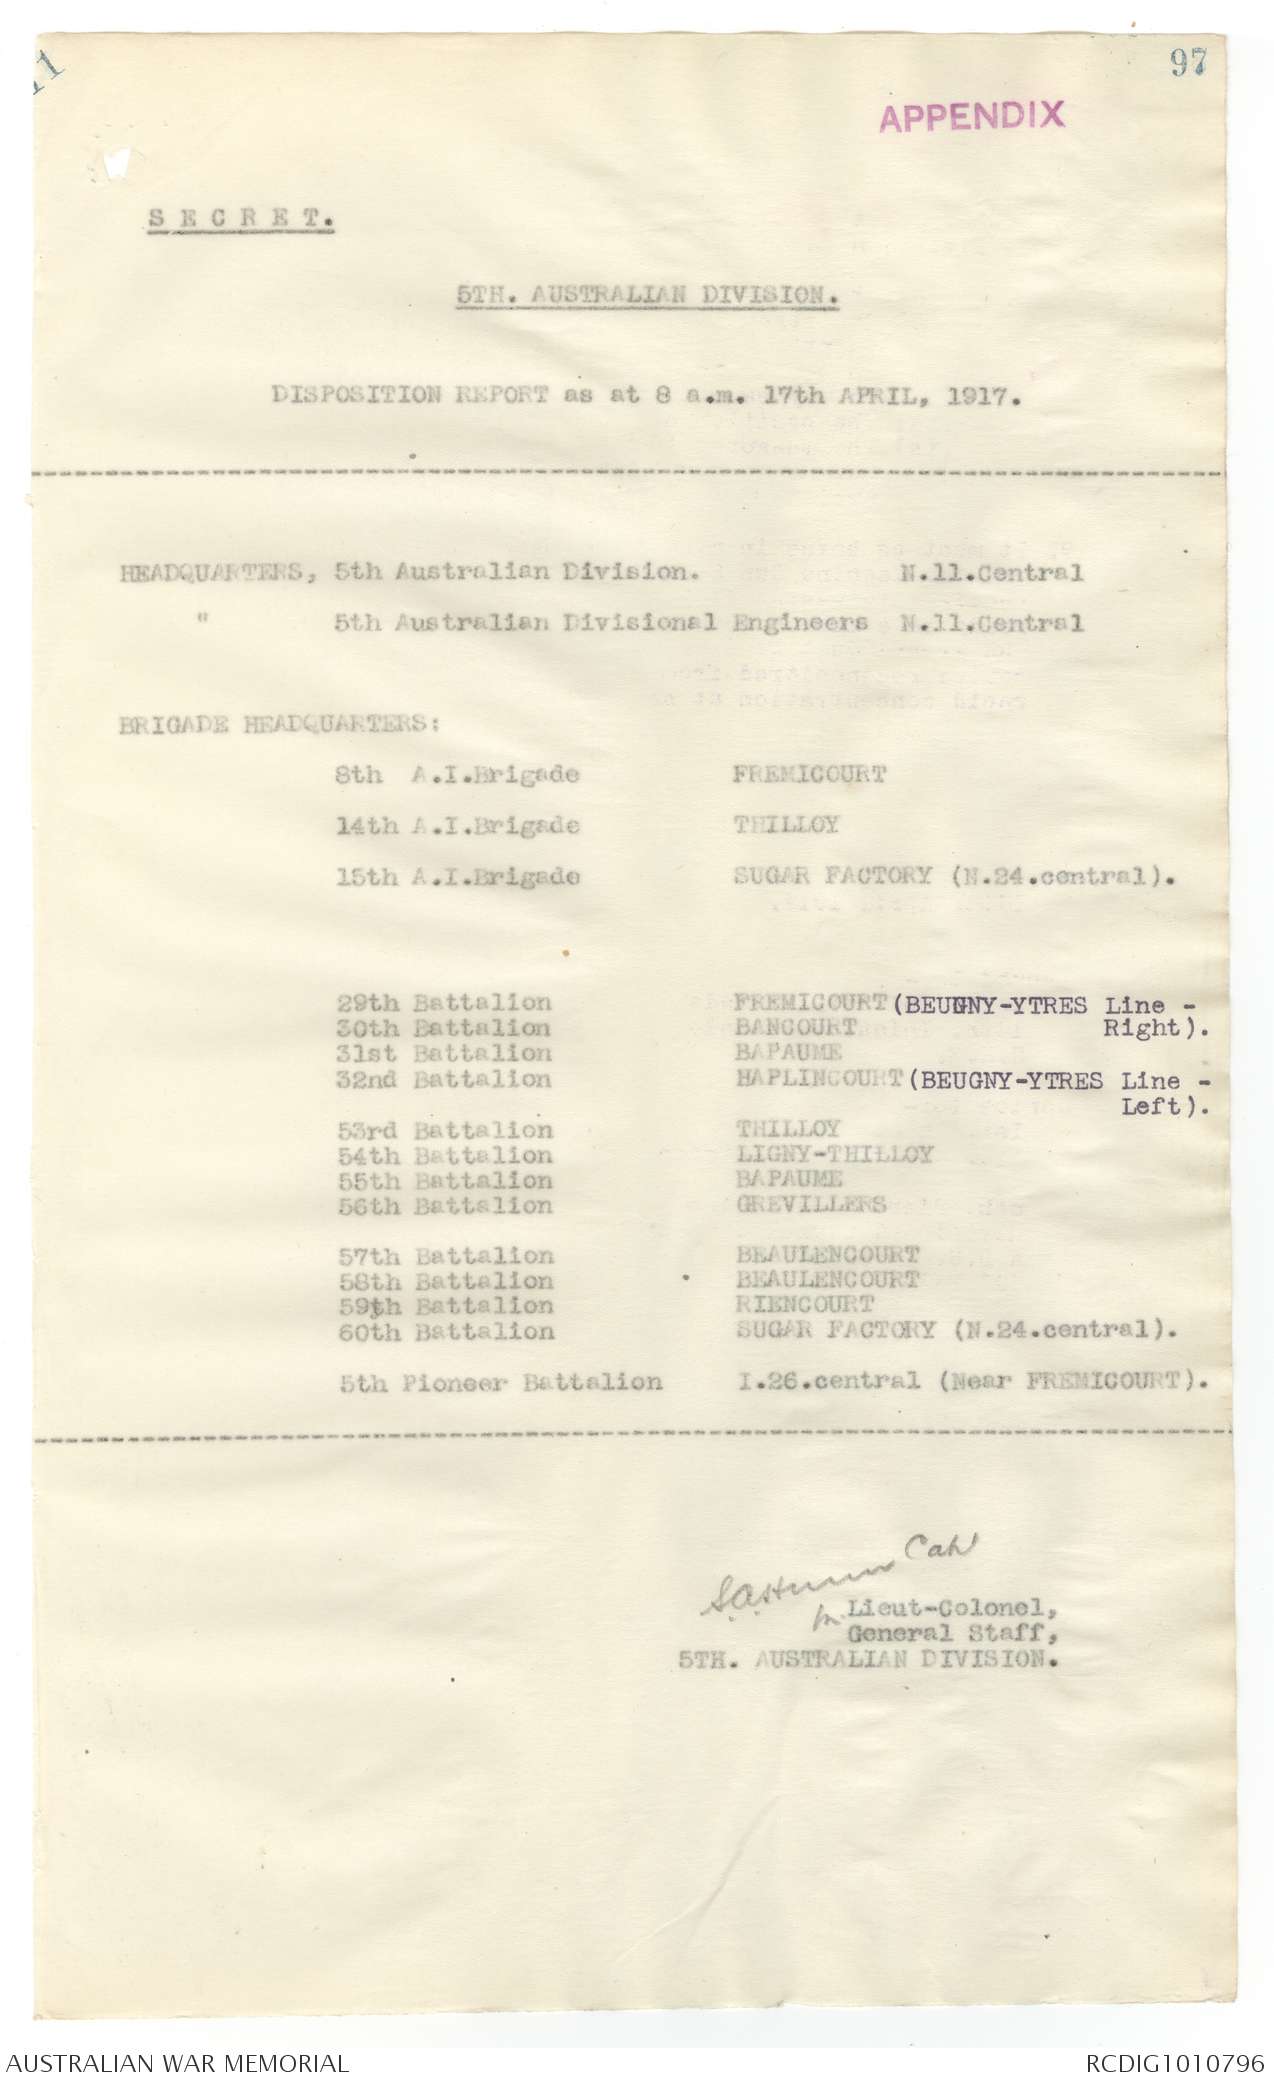 97
APPENDIX
S E C R E T.
5TH. AUSTRALIAN DIVISION.
DISPOSITION REPORT as at 8 a.m. 17th APRIL, 1917.
HEADQUARTERS, 5th Australian Division. N.11.Central
" 5th Australian Divisional Engineers N.11.Central
BRIGADE HEADQUARTERS:
8th A.I.Brigade FREMICOURT
14th A.I.Brigade THILLOY
15th A.I.Brigade SUGAR FACTORY (N.24.central).
29th Battalion FREMICOURT (BEUGNY-YTRES Line -
30th Battalion BANCOURT Right).
31st Battalion BAPAUME
32nd Battalion HAPLINCOURT (BEUGNY-YTRES Line -
Left).
53rd Battalion THILLOY
54th Battalion LIGNY-THILLOY
55th Battalion BAPAUME
56th Battalion GREVILLERS
57th Battalion BEAULENCOURT
58th Battalion BEAULENCOURT
59th Battalion RIENCOURT
60th Battalion SUGAR FACTORY (N.24.central).
5th Pioneer Battalion I.26.central (Near FREMICOURT).
Lieut-Colonel,
General Staff,
5TH. AUSTRALIAN DIVISION.
AUSTRALIAN WAR MEMORIAL RCDIG1010796